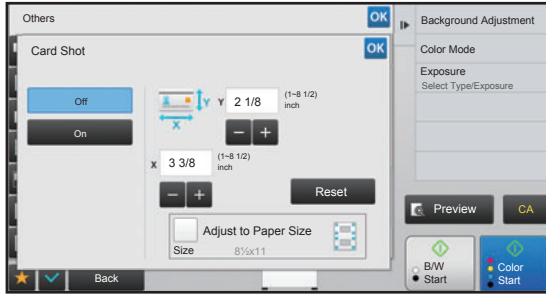 Others
OK
Card Shot
OK
Off
On
Y
X
Y 2 1/8 (1~8 1/2) inch
X 3 3/8 (1~8 1/2) inch
Reset
Adjust to Paper Size
Size 8½x11
Back
Background Adjustment
Color Mode
Exposure
Select Type/Exposure
Preview
CA
B/W
Start
Color
Start